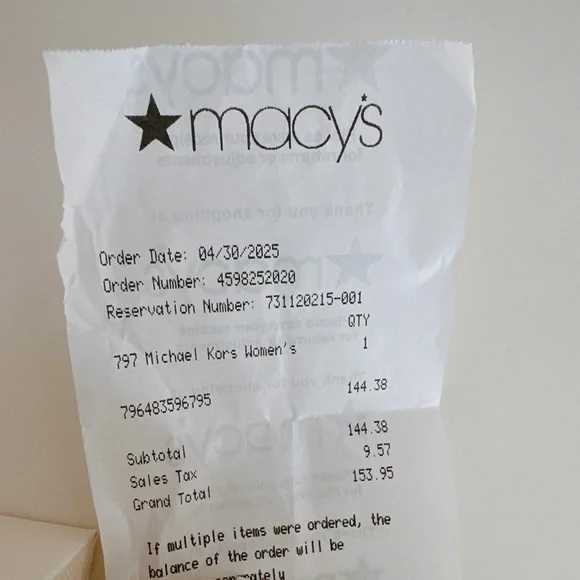 macy's
Order Date: 04/30/2025
Order Number: 4598252020
Reservation Number: 731120215-001
QTY
797 Michael Kors Women's 1
796483596795 144.38
Subtotal 144.38
Sales Tax 9.57
Grand Total 153.95
If multiple items were ordered, the
balance of the order will be